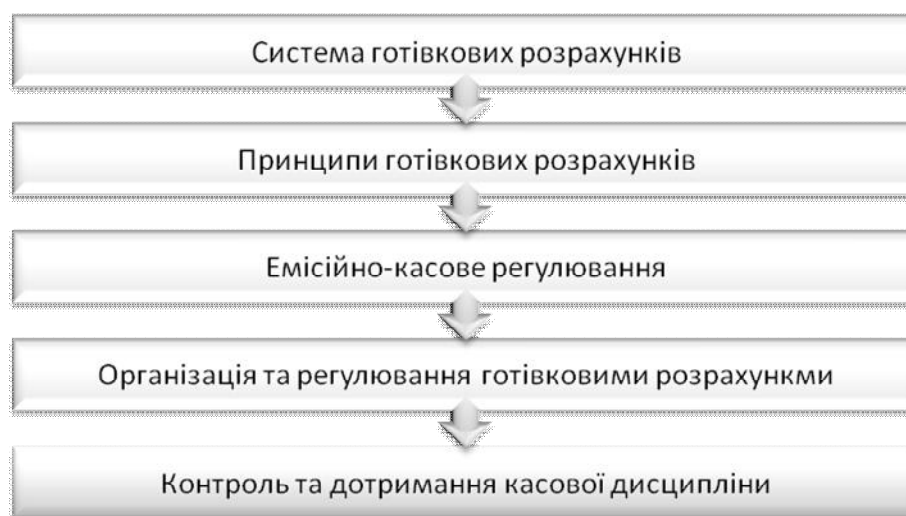 Система готівкових розрахунків
Принципи готівкових розрахунків
Емісійно-касове регулювання
Організація та регулювання готівковими розрахункми
Контроль та дотримання касової дисципліни